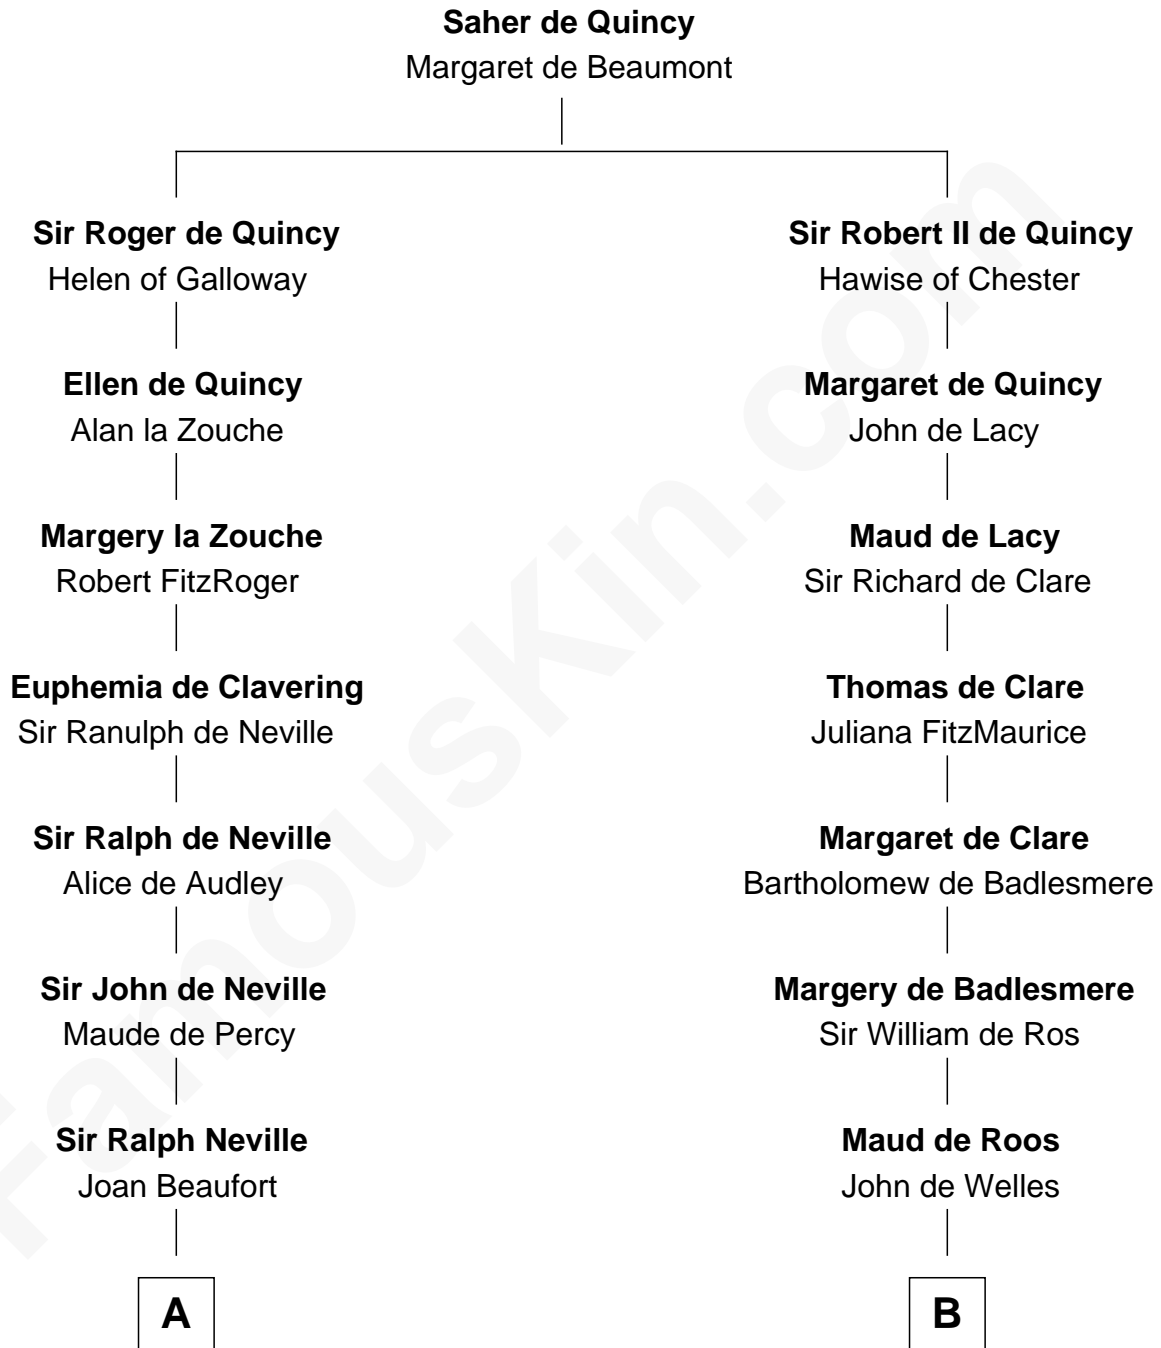 Saher de Quincy
Margaret de Beaumont
Sir Roger de Quincy
Helen of Galloway
Ellen de Quincy
Alan la Zouche
Margery la Zouche
Robert FitzRoger
Euphemia de Clavering
Sir Ranulph de Neville
Sir Ralph de Neville
Alice de Audley
Sir John de Neville
Maude de Percy
Sir Ralph Neville
Joan Beaufort
A
Sir Robert II de Quincy
Hawise of Chester
Margaret de Quincy
John de Lacy
Maud de Lacy
Sir Richard de Clare
Thomas de Clare
Juliana FitzMaurice
Margaret de Clare
Bartholomew de Badlesmere
Margery de Badlesmere
Sir William de Ros
Maud de Roos
John de Welles
B
FamousKin.com